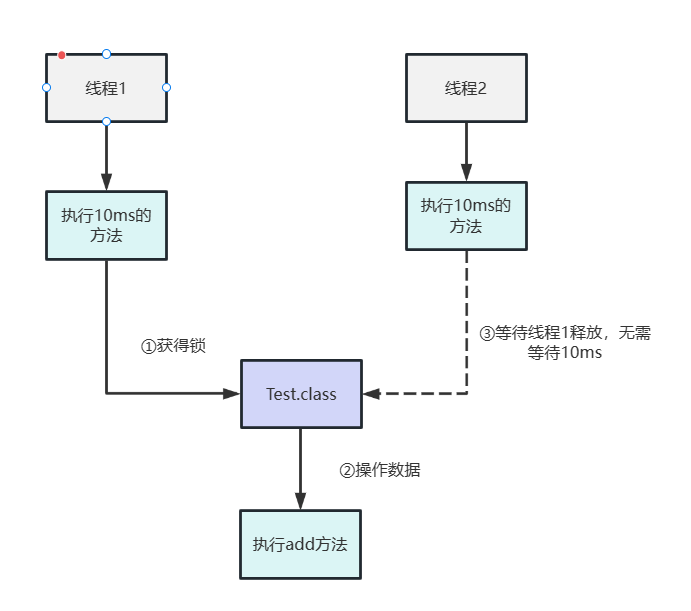 线程1
线程2
执行10ms的
方法
执行10ms的
方法
①获得锁
③等待线程1释放，无需
等待10ms
Test.class
②操作数据
执行add方法